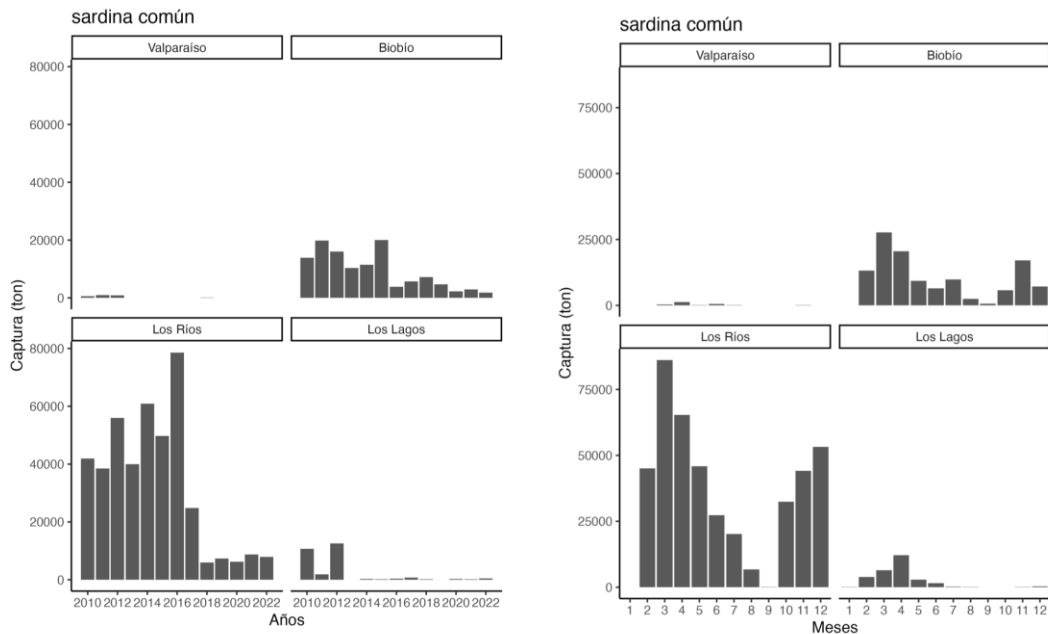 sardina común
Valparaíso
Biobío
80000
60000
40000
20000
0
Los Ríos
Los Lagos
80000
60000
40000
20000
0
2010 2012 2014 2016 2018 2020 2022
2010 2012 2014 2016 2018 2020 2022
Años
Captura (ton)
sardina común
Valparaíso
Biobío
75000
50000
25000
0
Los Ríos
Los Lagos
75000
50000
25000
0
1 2 3 4 5 6 7 8 9 10 11 12
1 2 3 4 5 6 7 8 9 10 11 12
Meses
Captura (ton)